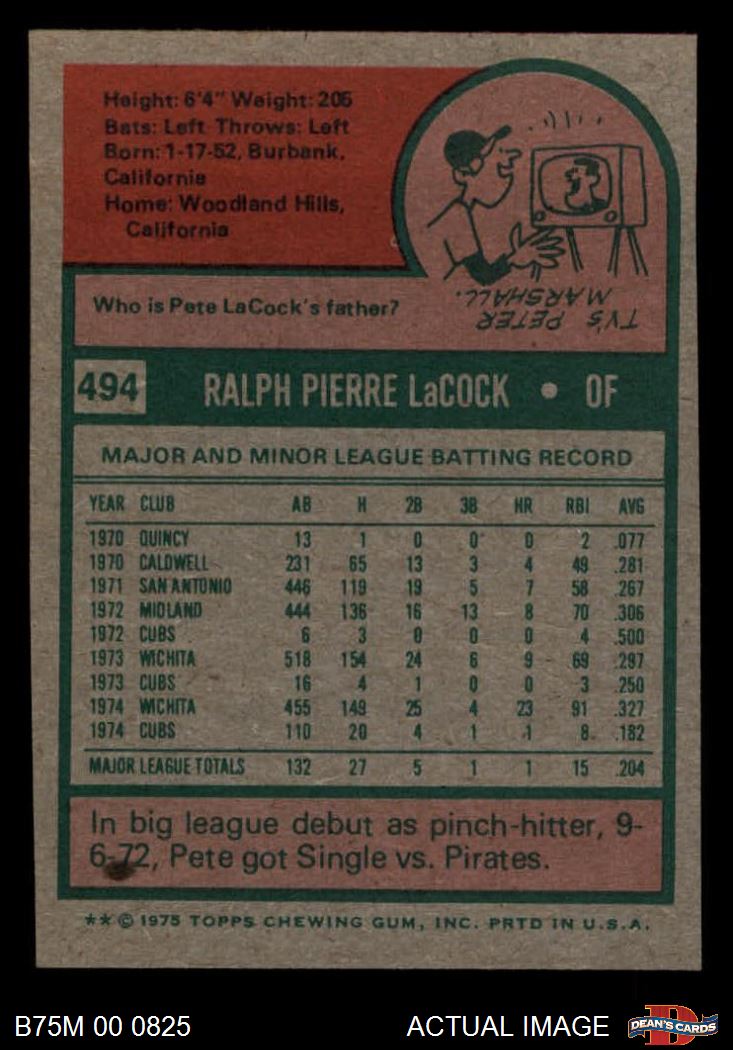 Height: 6'4" Weight: 205
Bats: Left Throws: Left
Born: 1-17-52, Burbank,
California
Home: Woodland Hills,
California
Who is Pete LaCock's father?
TV'S PETER
MARSHALL.
494 RALPH PIERRE LaCOCK • OF
MAJOR AND MINOR LEAGUE BATTING RECORD
YEAR CLUB AB H 2B 3B HR RBI AVG
1970 QUINCY 13 1 0 0 0 2 .077
1970 CALDWELL 231 65 13 3 4 49 .281
1971 SAN ANTONIO 446 119 19 5 7 58 .267
1972 MIDLAND 444 136 16 13 8 70 .306
1972 CUBS 6 3 0 0 0 4 .500
1973 WICHITA 518 154 24 6 9 69 .297
1973 CUBS 16 4 1 0 0 3 .250
1974 WICHITA 455 149 25 4 23 91 .327
1974 CUBS 110 20 4 1 1 8 .182
MAJOR LEAGUE TOTALS 132 27 5 1 1 15 .204
In big league debut as pinch-hitter, 9-
6-72, Pete got Single vs. Pirates.
** © 1975 TOPPS CHEWING GUM, INC. PRTD IN U.S.A.
B75M 00 0825 ACTUAL IMAGE D DEAN'S CARDS